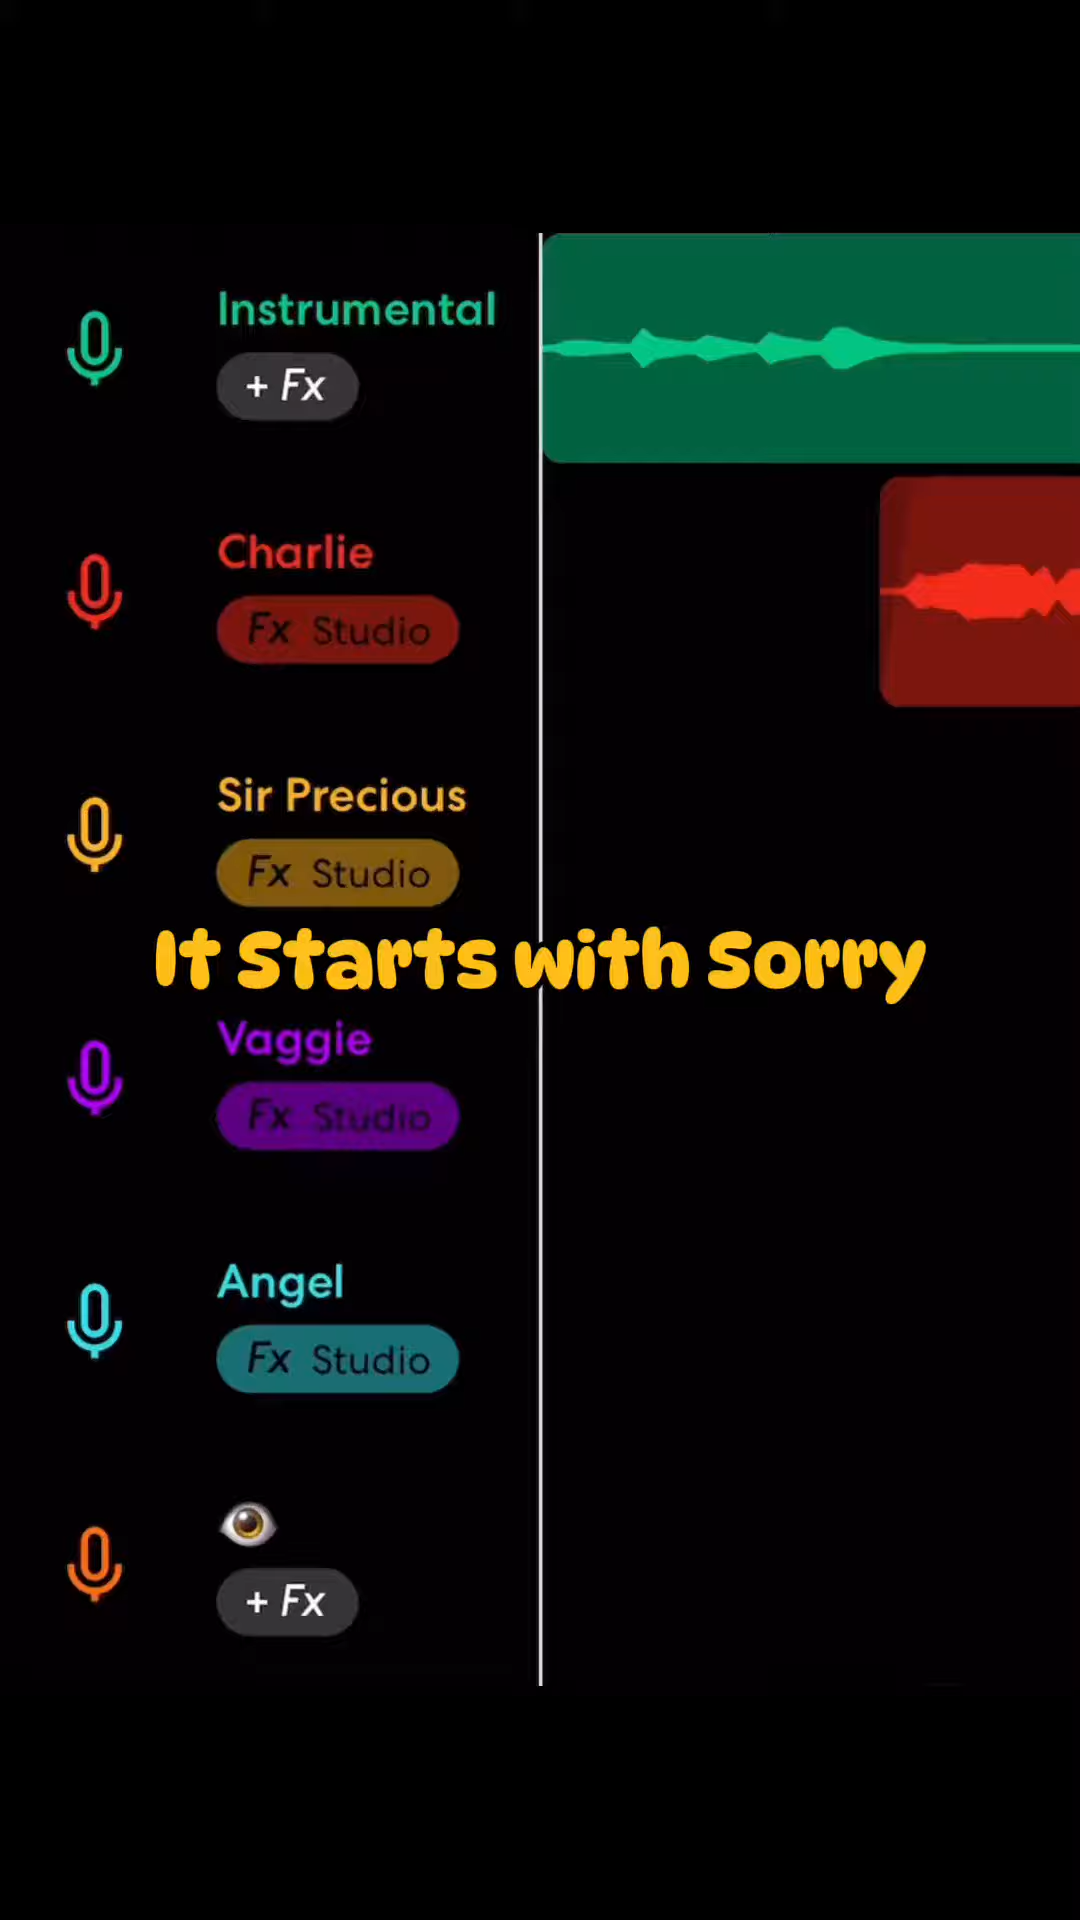 Instrumental
+ Fx
Charlie
Fx Studio
Sir Precious
Fx Studio
It Starts with Sorry
Vaggie
Fx Studio
Angel
Fx Studio
+ Fx